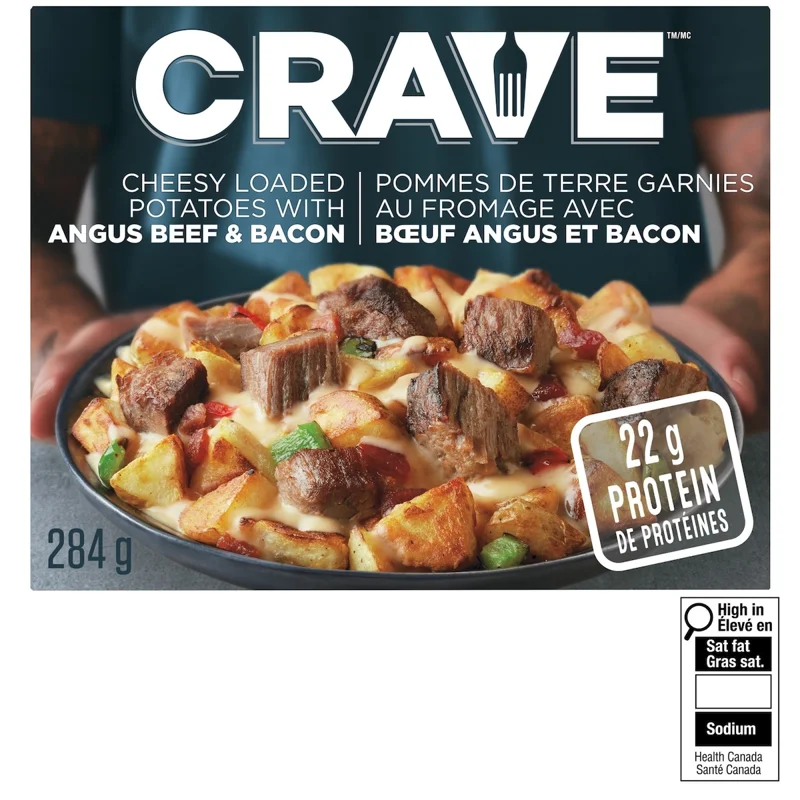 CRAVE TM/MC
CHEESY LOADED
POTATOES WITH
ANGUS BEEF & BACON
POMMES DE TERRE GARNIES
AU FROMAGE AVEC
BŒUF ANGUS ET BACON
22 g
PROTEIN
DE PROTÉINES
284 g
High in
Élevé en
Sat fat
Gras sat.
Sodium
Health Canada
Santé Canada